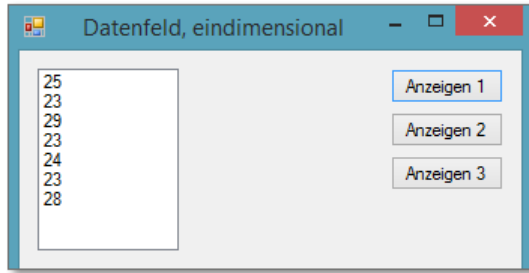 Datenfeld, eindimensional
25
23
29
23
24
23
28
Anzeigen 1
Anzeigen 2
Anzeigen 3